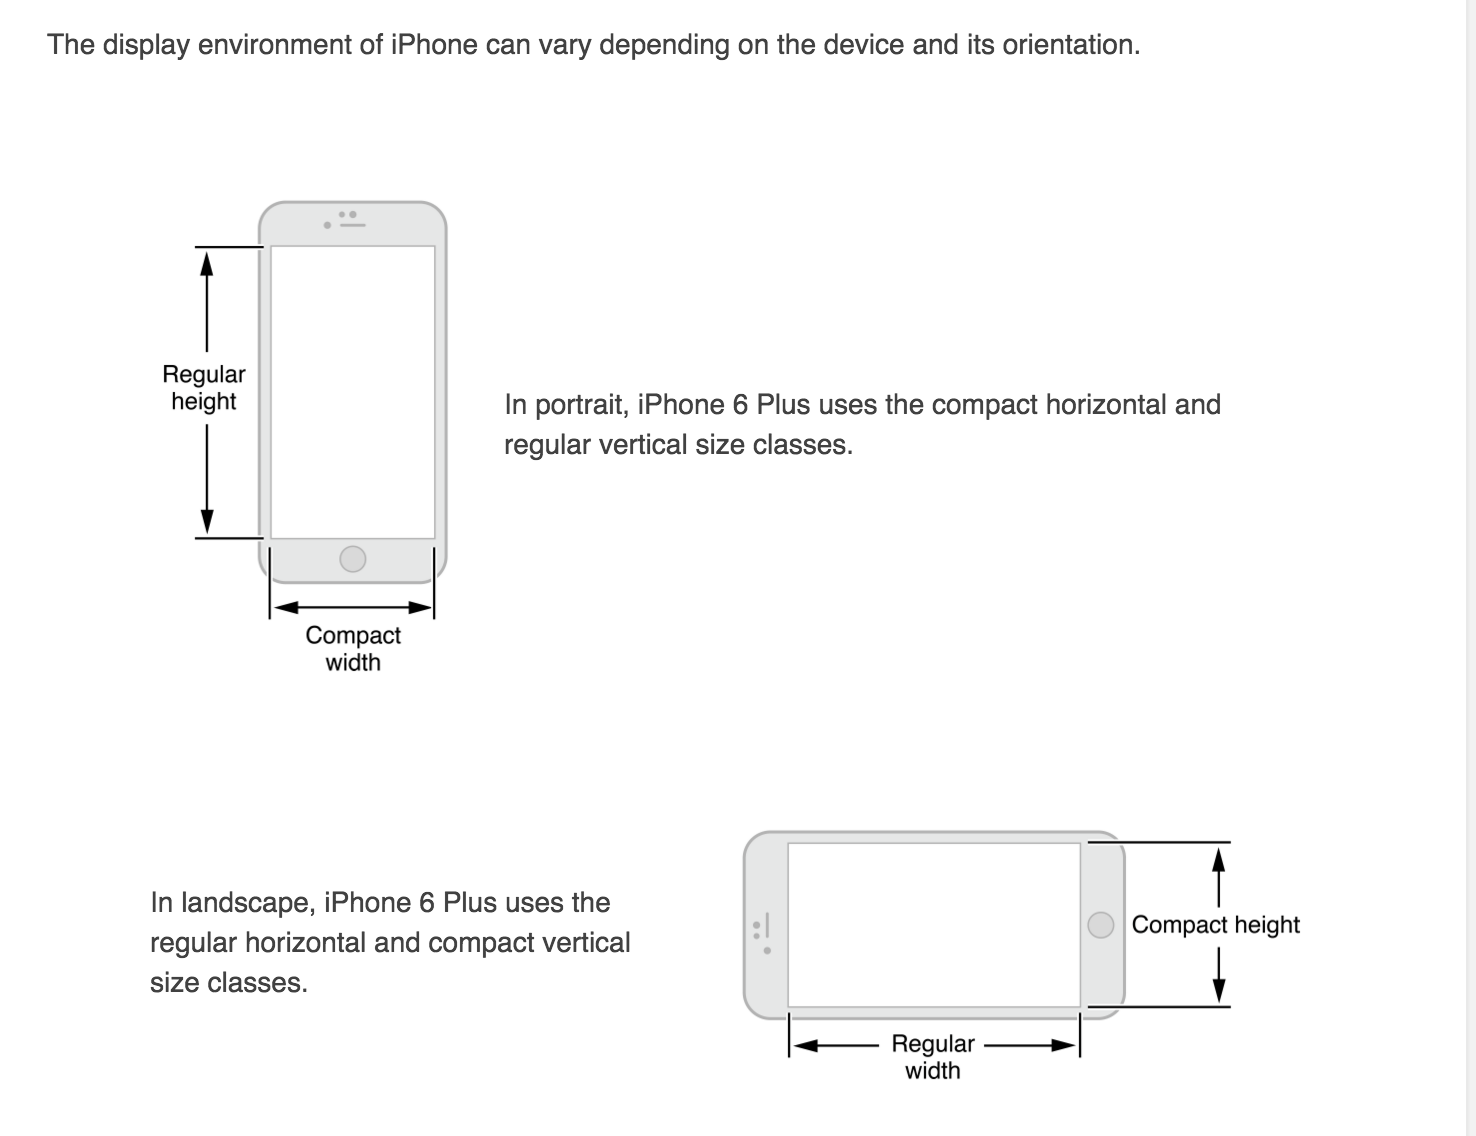 The display environment of iPhone can vary depending on the device and its orientation.
Regular
height
In portrait, iPhone 6 Plus uses the compact horizontal and
regular vertical size classes.
Compact
width
In landscape, iPhone 6 Plus uses the
regular horizontal and compact vertical
size classes.
Compact height
Regular
width